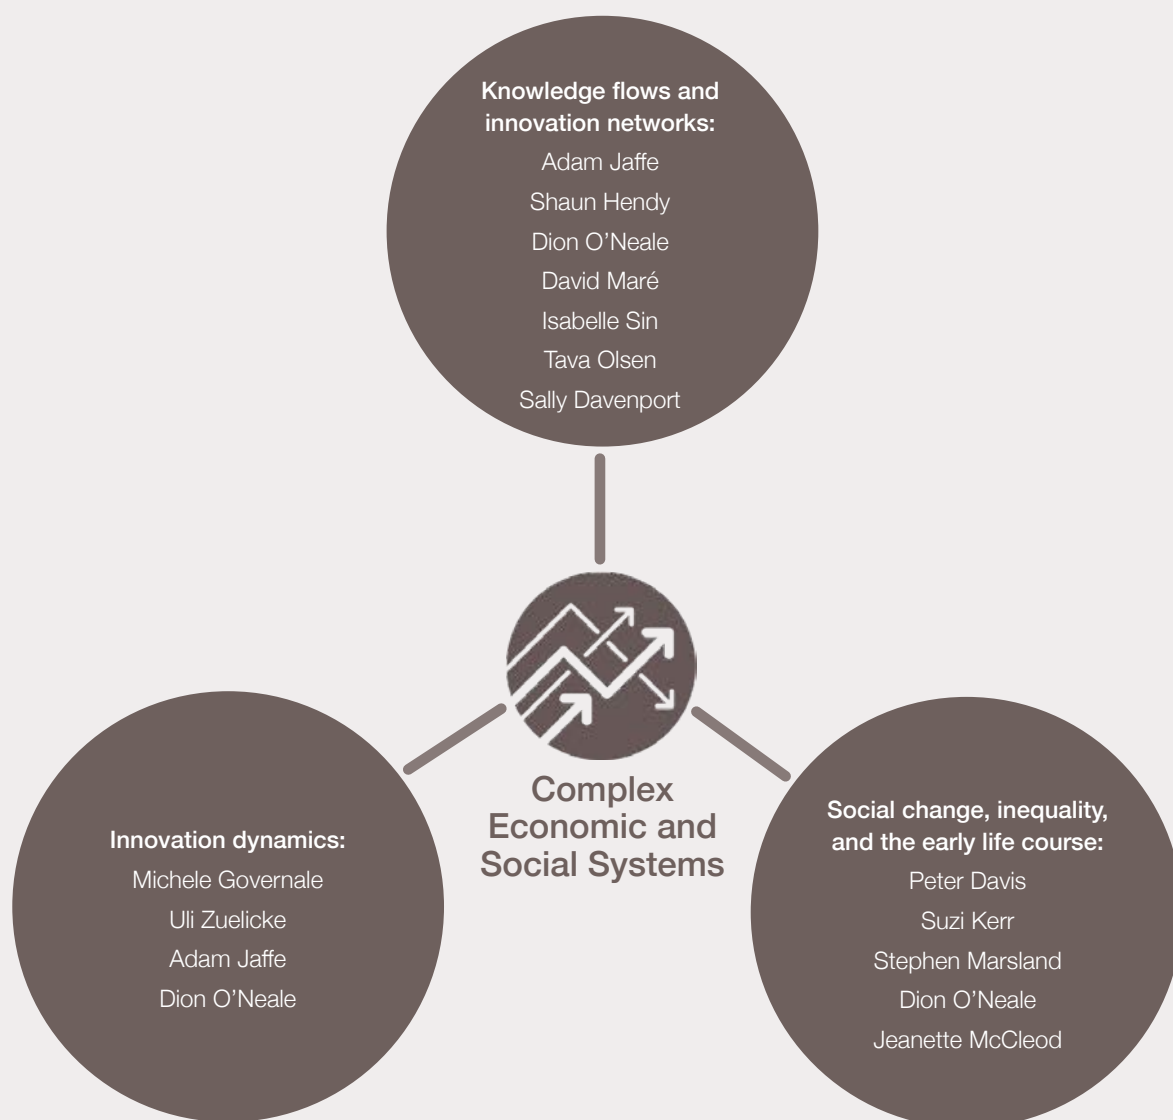 Knowledge flows and
innovation networks:
Adam Jaffe
Shaun Hendy
Dion O’Neale
David Maré
Isabelle Sin
Tava Olsen
Sally Davenport
Complex
Economic and
Social Systems
Innovation dynamics:
Michele Governale
Uli Zuelicke
Adam Jaffe
Dion O’Neale
Social change, inequality,
and the early life course:
Peter Davis
Suzi Kerr
Stephen Marsland
Dion O’Neale
Jeanette McCleod